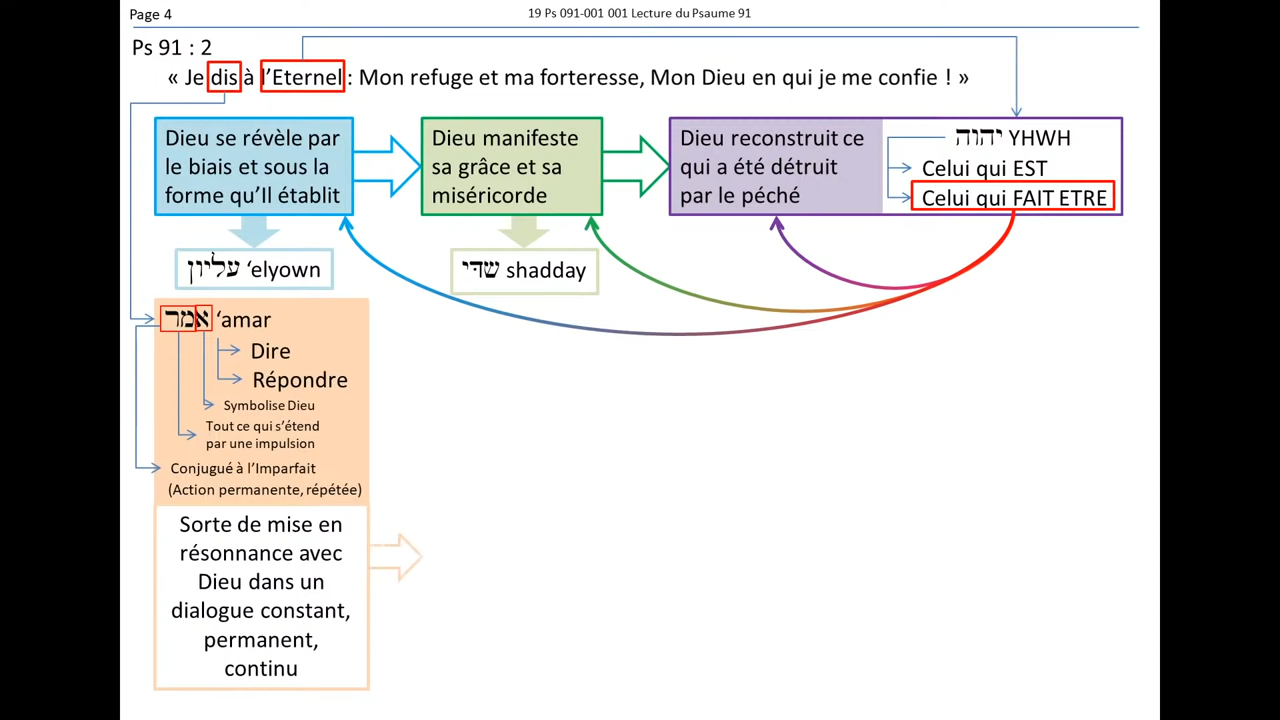 Page 4
19 Ps 091-001 001 Lecture du Psaume 91
Ps 91 : 2
« Je dis à l’Eternel : Mon refuge et ma forteresse, Mon Dieu en qui je me confie ! »
Dieu se révèle par
le biais et sous la
forme qu’Il établit
Dieu manifeste
sa grâce et sa
miséricorde
Dieu reconstruit ce
qui a été détruit
par le péché
יהוה YHWH
Celui qui EST
Celui qui FAIT ETRE
עליון ‘elyown
שדּי shadday
אמר ‘amar
Dire
Répondre
Symbolise Dieu
Tout ce qui s’étend
par une impulsion
Conjugué à l’Imparfait
(Action permanente, répétée)
Sorte de mise en
résonnance avec
Dieu dans un
dialogue constant,
permanent,
continu